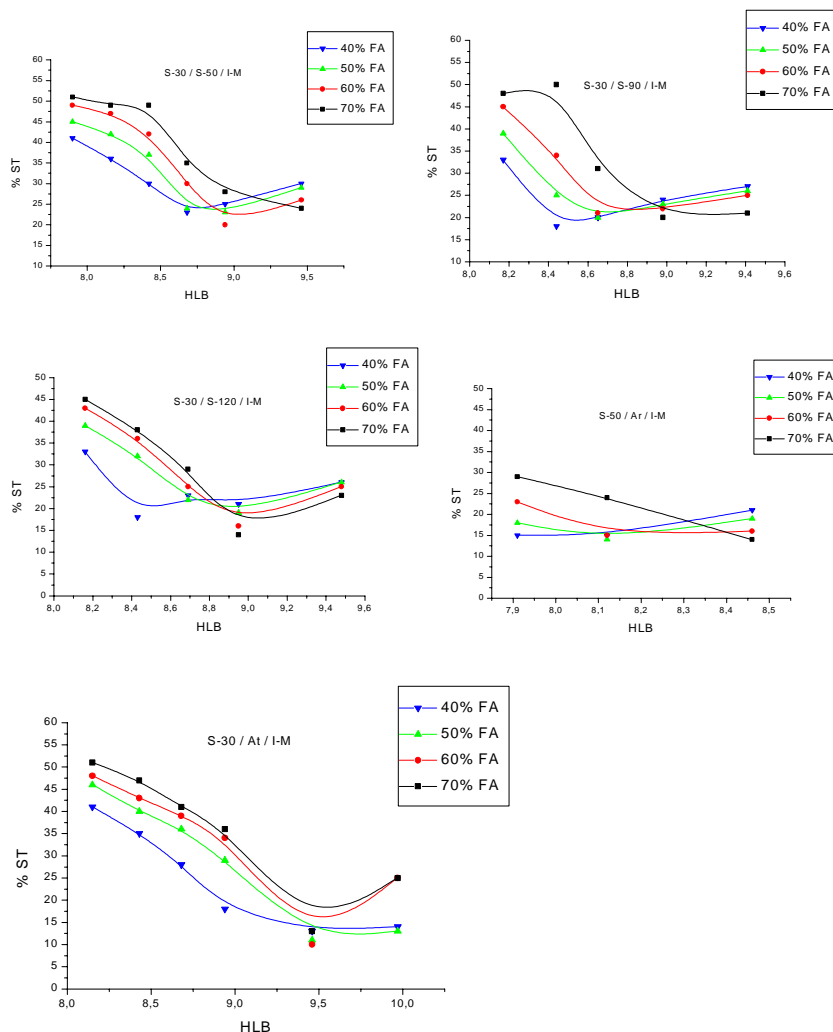 S-30 / S-50 / I-M
40% FA
50% FA
60% FA
70% FA
% ST
60
55
50
45
40
35
30
25
20
15
10
8,0
8,5
9,0
9,5
HLB
S-30 / S-90 / I-M
40% FA
50% FA
60% FA
70% FA
% ST
60
55
50
45
40
35
30
25
20
15
10
8,0
8,2
8,4
8,6
8,8
9,0
9,2
9,4
9,6
HLB
S-30 / S-120 / I-M
40% FA
50% FA
60% FA
70% FA
% ST
50
45
40
35
30
25
20
15
10
5
0
8,0
8,2
8,4
8,6
8,8
9,0
9,2
9,4
9,6
HLB
S-50 / Ar / I-M
40% FA
50% FA
60% FA
70% FA
% ST
50
45
40
35
30
25
20
15
10
5
0
7,9
8,0
8,1
8,2
8,3
8,4
8,5
HLB
S-30 / At / I-M
40% FA
50% FA
60% FA
70% FA
% ST
60
55
50
45
40
35
30
25
20
15
10
5
0
8,0
8,5
9,0
9,5
10,0
HLB